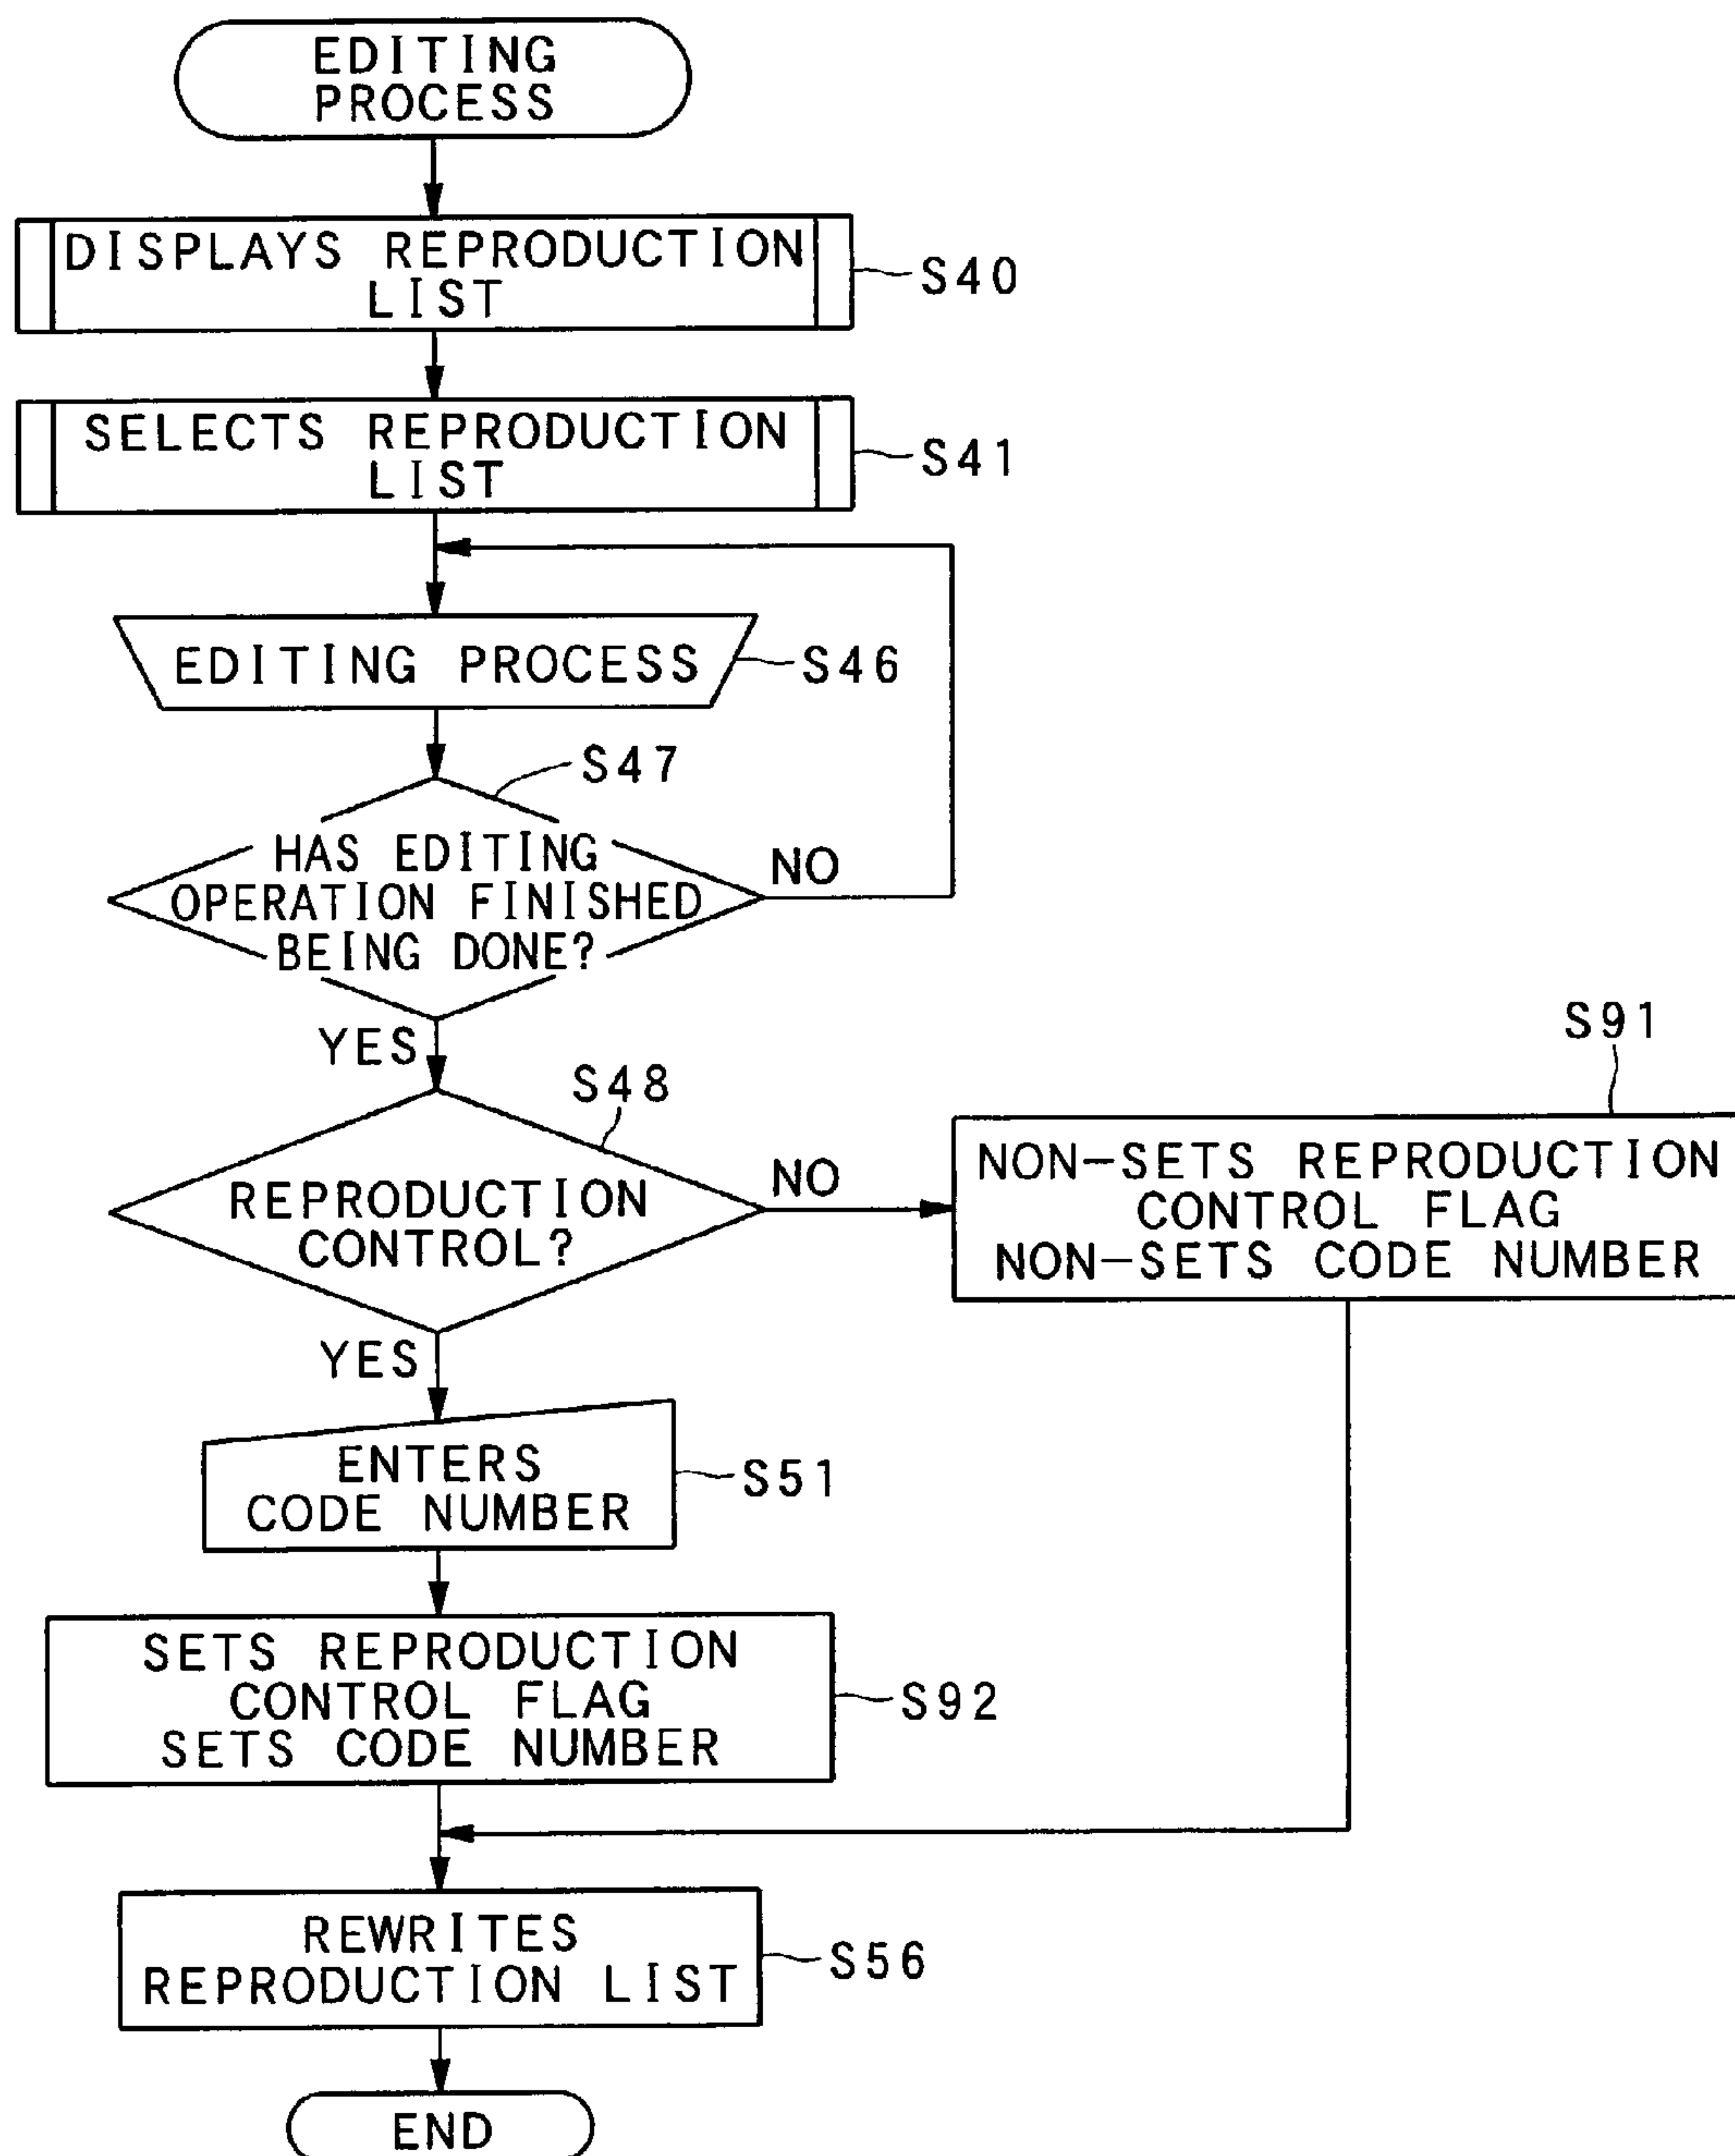 EDITING
PROCESS
DISPLAYS REPRODUCTION
LIST
S40
SELECTS REPRODUCTION
LIST
S41
EDITING PROCESS
S46
S47
HAS EDITING
OPERATION FINISHED
BEING DONE?
NO
YES
S48
REPRODUCTION
CONTROL?
NO
S91
NON-SETS REPRODUCTION
CONTROL FLAG
NON-SETS CODE NUMBER
YES
ENTERS
CODE NUMBER
S51
SETS REPRODUCTION
CONTROL FLAG
SETS CODE NUMBER
S92
REWRITES
REPRODUCTION LIST
S56
END